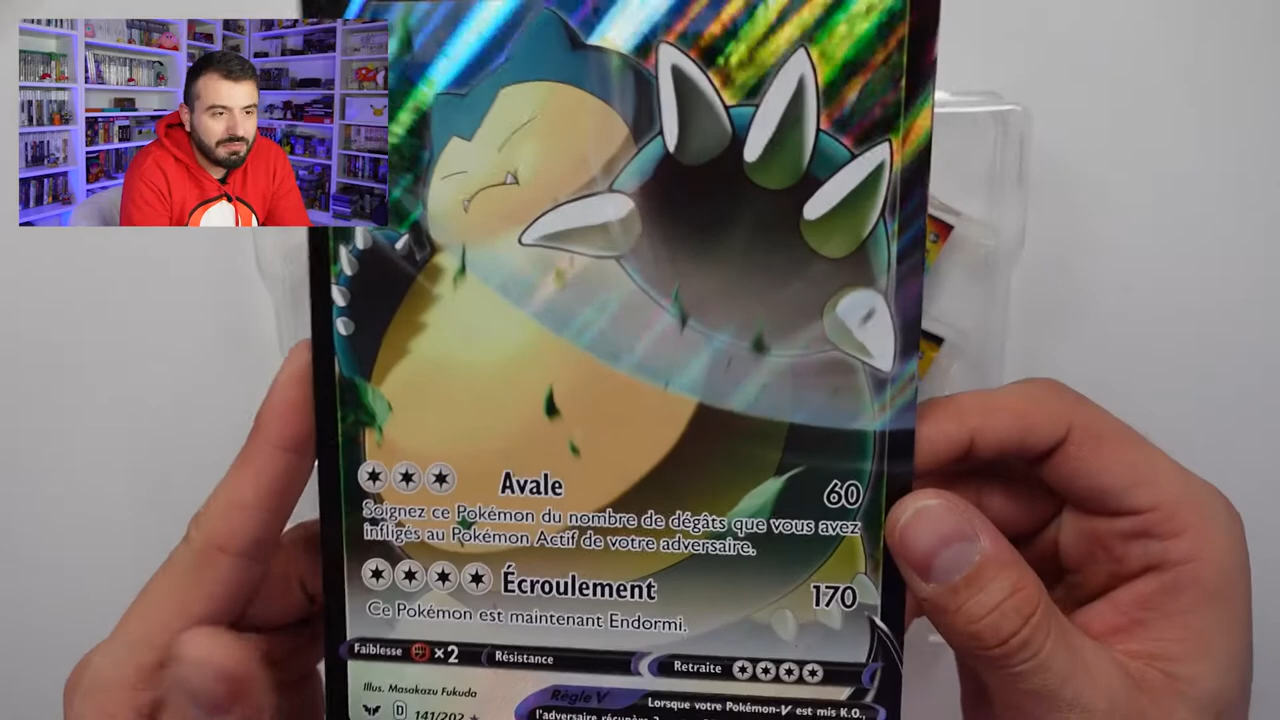 Avale 60
Soignez ce Pokémon du nombre de dégâts que vous avez
infligés au Pokémon Actif de votre adversaire.
Écroulement 170
Ce Pokémon est maintenant Endormi.
Faiblesse ×2 Résistance Retraite
Illus. Masakazu Fukuda
D 141/202
Règle V Lorsque votre Pokémon-V est mis K.O.,
l'adversaire récupère